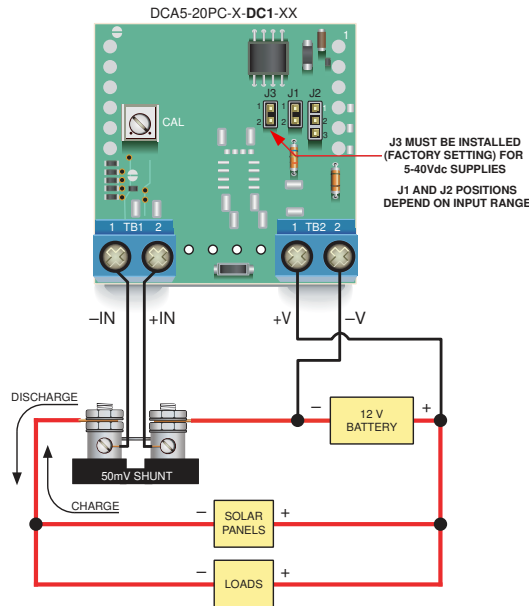 DCA5-20PC-X-DC1-XX
1
J3 J1 J2
1 1 1
2 2 2
3
CAL
J3 MUST BE INSTALLED
(FACTORY SETTING) FOR
5-40Vdc SUPPLIES
J1 AND J2 POSITIONS
DEPEND ON INPUT RANGE
1 TB1 2
1 TB2 2
–IN +IN
+V –V
DISCHARGE
– 12 V +
BATTERY
50mV SHUNT
CHARGE
– SOLAR +
PANELS
– LOADS +